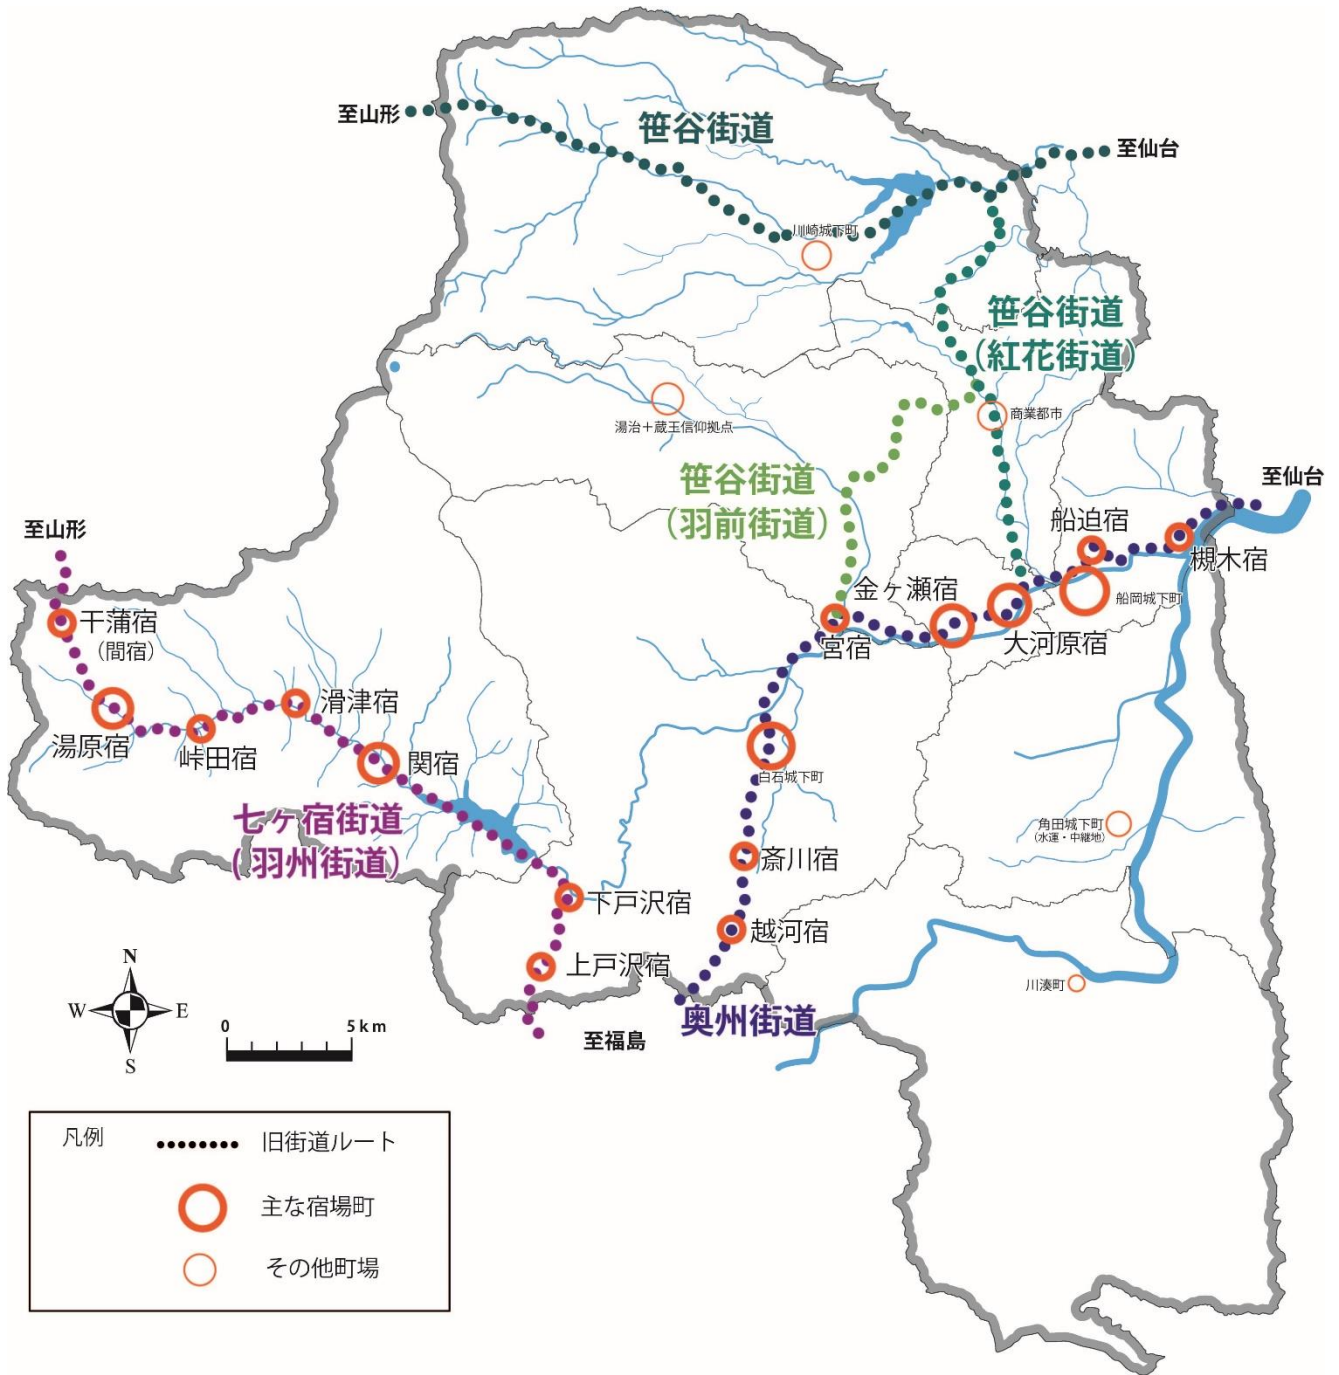 至山形
笹谷街道
至仙台
川崎城下町
笹谷街道
(紅花街道)
湯治+蔵王信仰拠点
商業都市
笹谷街道
(羽前街道)
至仙台
船迫宿
槻木宿
船岡城下町
至山形
金ヶ瀬宿
大河原宿
宮宿
干蒲宿
(間宿)
滑津宿
湯原宿
峠田宿
関宿
白石城下町
七ヶ宿街道
(羽州街道)
角田城下町
(水運・中継地)
斎川宿
下戸沢宿
越河宿
上戸沢宿
川湊町
奥州街道
至福島
N
W
E
S
0
5km
凡例
旧街道ルート
主な宿場町
その他町場